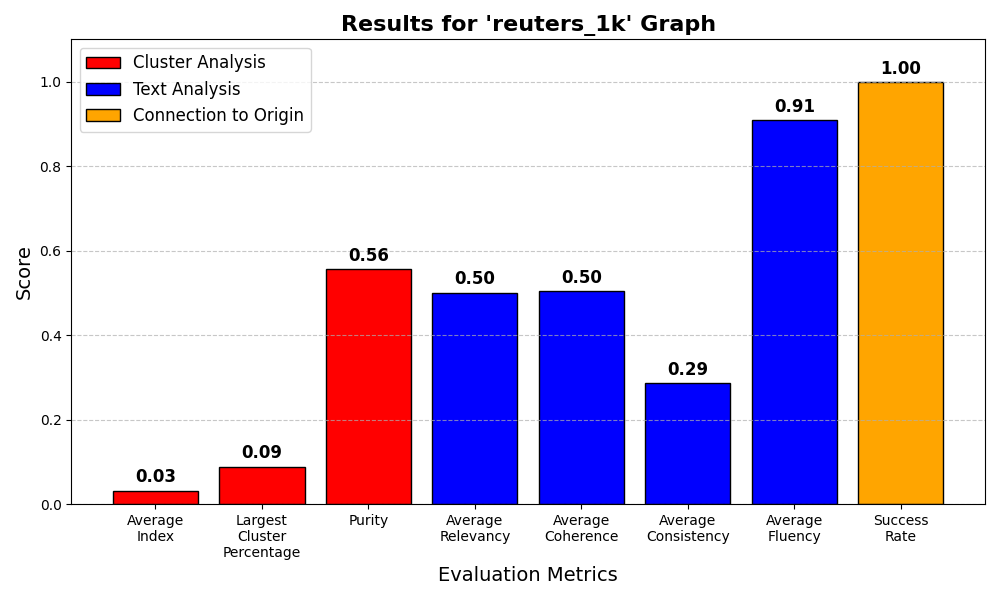 Results for 'reuters_1k' Graph
Cluster Analysis
Text Analysis
Connection to Origin
Score
1.0
0.8
0.6
0.4
0.2
0.0
0.03
0.09
0.56
0.50
0.50
0.29
0.91
1.00
Average
Index
Largest
Cluster
Percentage
Purity
Average
Relevancy
Average
Coherence
Average
Consistency
Average
Fluency
Success
Rate
Evaluation Metrics